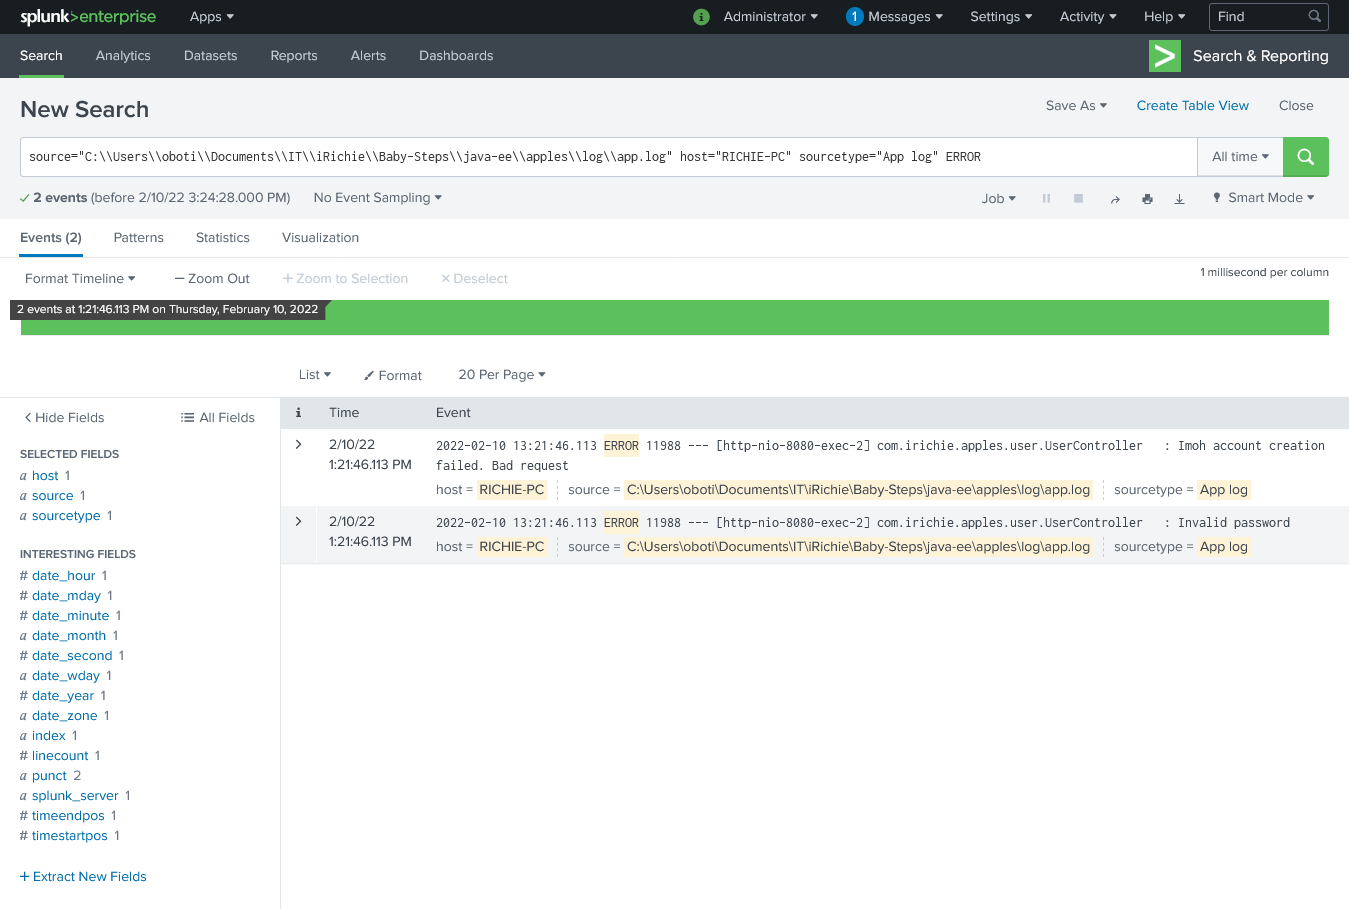 splunk>enterprise Apps Administrator 1 Messages Settings Activity Help Find
Search Analytics Datasets Reports Alerts Dashboards Search & Reporting
New Search Save As Create Table View Close
source="C:\\Users\\oboti\\Documents\\IT\\iRichie\\Baby-Steps\\java-ee\\apples\\log\\app.log" host="RICHIE-PC" sourcetype="App log" ERROR All time
2 events (before 2/10/22 3:24:28.000 PM) No Event Sampling Job Smart Mode
Events (2) Patterns Statistics Visualization
Format Timeline — Zoom Out + Zoom to Selection × Deselect 1 millisecond per column
2 events at 1:21:46.113 PM on Thursday, February 10, 2022
List Format 20 Per Page
Hide Fields All Fields
SELECTED FIELDS
a host 1
a source 1
a sourcetype 1
INTERESTING FIELDS
# date_hour 1
# date_mday 1
# date_minute 1
a date_month 1
# date_second 1
a date_wday 1
# date_year 1
a date_zone 1
a index 1
# linecount 1
a punct 2
a splunk_server 1
# timeendpos 1
# timestartpos 1
+ Extract New Fields
i Time Event
2/10/22
1:21:46.113 PM
2022-02-10 13:21:46.113 ERROR 11988 --- [http-nio-8080-exec-2] com.irichie.apples.user.UserController : Imoh account creation
failed. Bad request
host = RICHIE-PC source = C:\Users\oboti\Documents\IT\iRichie\Baby-Steps\java-ee\apples\log\app.log sourcetype = App log
2/10/22
1:21:46.113 PM
2022-02-10 13:21:46.113 ERROR 11988 --- [http-nio-8080-exec-2] com.irichie.apples.user.UserController : Invalid password
host = RICHIE-PC source = C:\Users\oboti\Documents\IT\iRichie\Baby-Steps\java-ee\apples\log\app.log sourcetype = App log